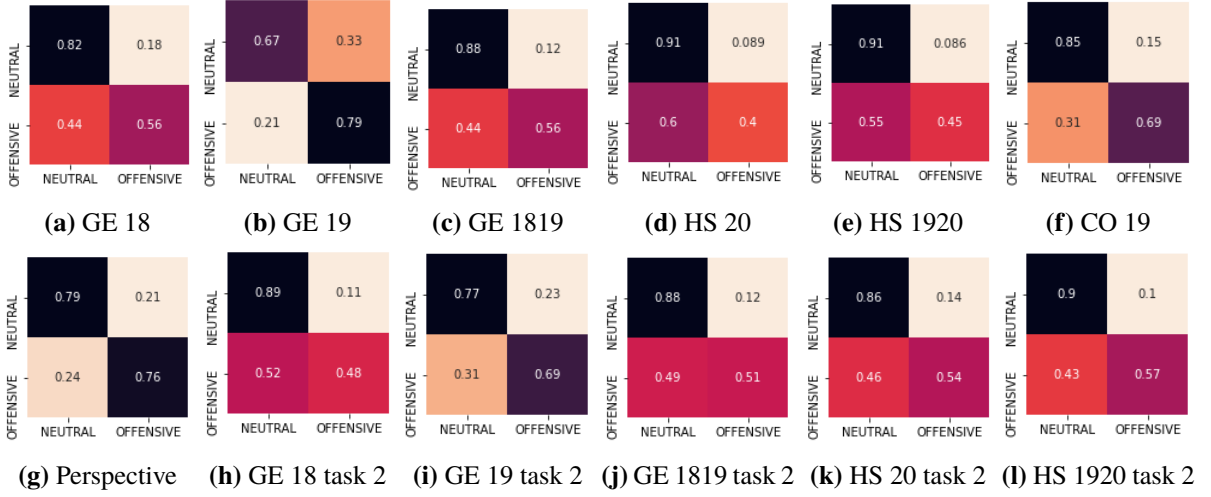 NEUTRAL 0.82 0.18
OFFENSIVE 0.44 0.56
NEUTRAL OFFENSIVE
(a) GE 18
NEUTRAL 0.67 0.33
OFFENSIVE 0.21 0.79
NEUTRAL OFFENSIVE
(b) GE 19
NEUTRAL 0.88 0.12
OFFENSIVE 0.44 0.56
NEUTRAL OFFENSIVE
(c) GE 1819
NEUTRAL 0.91 0.089
OFFENSIVE 0.6 0.4
NEUTRAL OFFENSIVE
(d) HS 20
NEUTRAL 0.91 0.086
OFFENSIVE 0.55 0.45
NEUTRAL OFFENSIVE
(e) HS 1920
NEUTRAL 0.85 0.15
OFFENSIVE 0.31 0.69
NEUTRAL OFFENSIVE
(f) CO 19
NEUTRAL 0.79 0.21
OFFENSIVE 0.24 0.76
NEUTRAL OFFENSIVE
(g) Perspective
NEUTRAL 0.89 0.11
OFFENSIVE 0.52 0.48
NEUTRAL OFFENSIVE
(h) GE 18 task 2
NEUTRAL 0.77 0.23
OFFENSIVE 0.31 0.69
NEUTRAL OFFENSIVE
(i) GE 19 task 2
NEUTRAL 0.88 0.12
OFFENSIVE 0.49 0.51
NEUTRAL OFFENSIVE
(j) GE 1819 task 2
NEUTRAL 0.86 0.14
OFFENSIVE 0.46 0.54
NEUTRAL OFFENSIVE
(k) HS 20 task 2
NEUTRAL 0.9 0.1
OFFENSIVE 0.43 0.57
NEUTRAL OFFENSIVE
(l) HS 1920 task 2